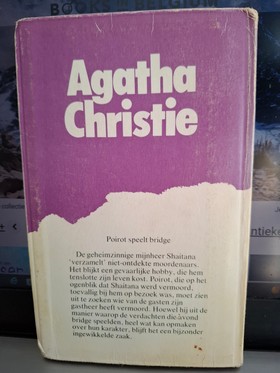 Agatha
Christie
Poirot speelt bridge
De geheimzinnige mijnheer Shaitana
'verzamelt' niet-ontdekte moordenaars.
Het blijkt een gevaarlijke hobby, die hem
tenslotte zijn leven kost. Poirot, die op het
ogenblik dat Shaitana werd vermoord,
toevallig bij hem op bezoek was, moet zien
uit te zoeken wie van de gasten zijn
gastheer heeft vermoord. Hoewel hij uit de
manier waarop de verdachten die avond
bridge speelden, heel wat kan opmaken
over hun karakter, blijft het een bijzonder
ingewikkelde zaak.